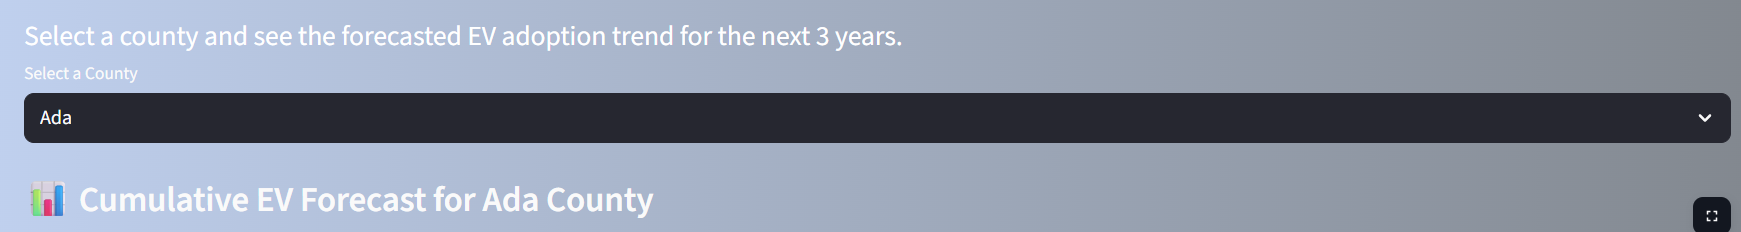 Select a county and see the forecasted EV adoption trend for the next 3 years.
Select a County
Ada
Cumulative EV Forecast for Ada County